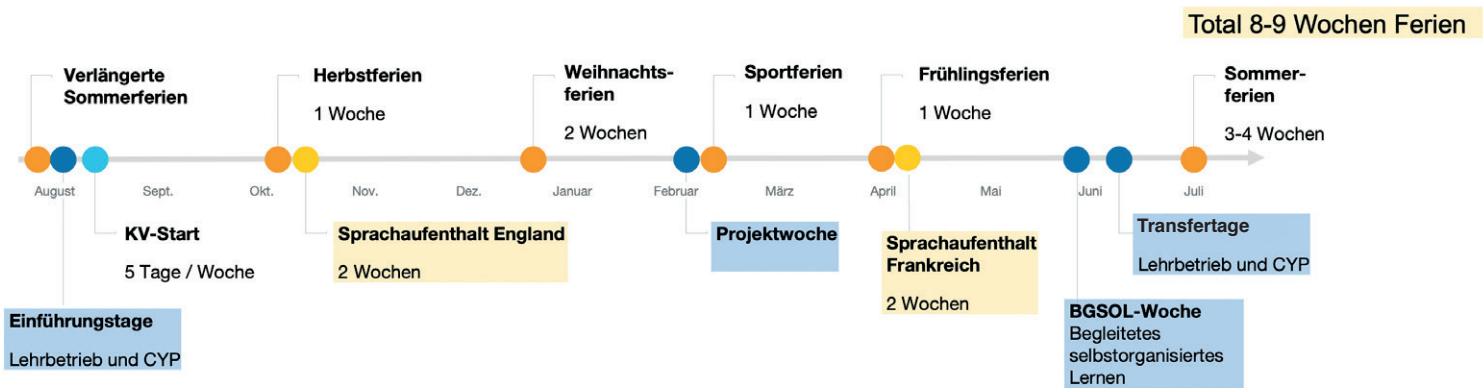 Total 8-9 Wochen Ferien
Verlängerte
Sommerferien
Herbstferien
1 Woche
Weihnachts-
ferien
2 Wochen
Sportferien
1 Woche
Frühlingsferien
1 Woche
Sommer-
ferien
3-4 Wochen
August
Sept.
Okt.
Nov.
Dez.
Januar
Februar
März
April
Mai
Juni
Juli
KV-Start
5 Tage / Woche
Sprachaufenthalt England
2 Wochen
Projektwoche
Sprachaufenthalt
Frankreich
2 Wochen
Transfertage
Lehrbetrieb und CYP
Einführungstage
Lehrbetrieb und CYP
BGSOL-Woche
Begleitetes
selbstorganisiertes
Lernen